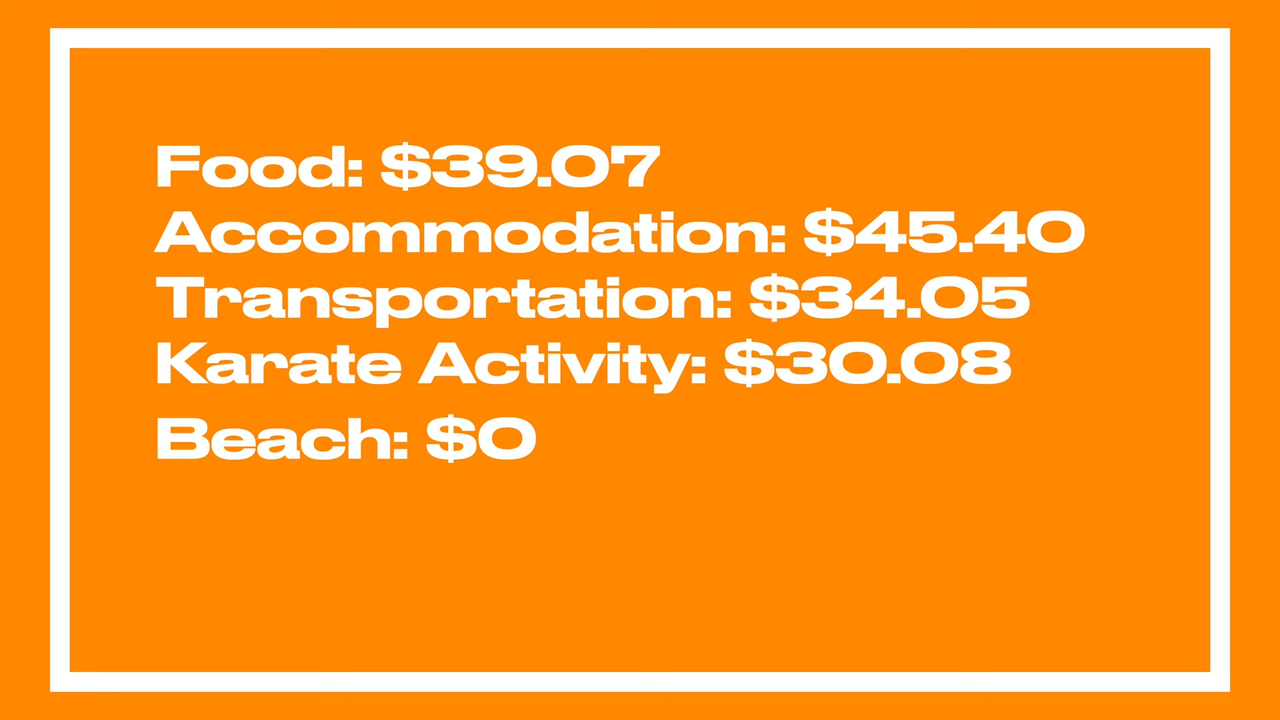 Food: $39.07
Accommodation: $45.40
Transportation: $34.05
Karate Activity: $30.08
Beach: $0